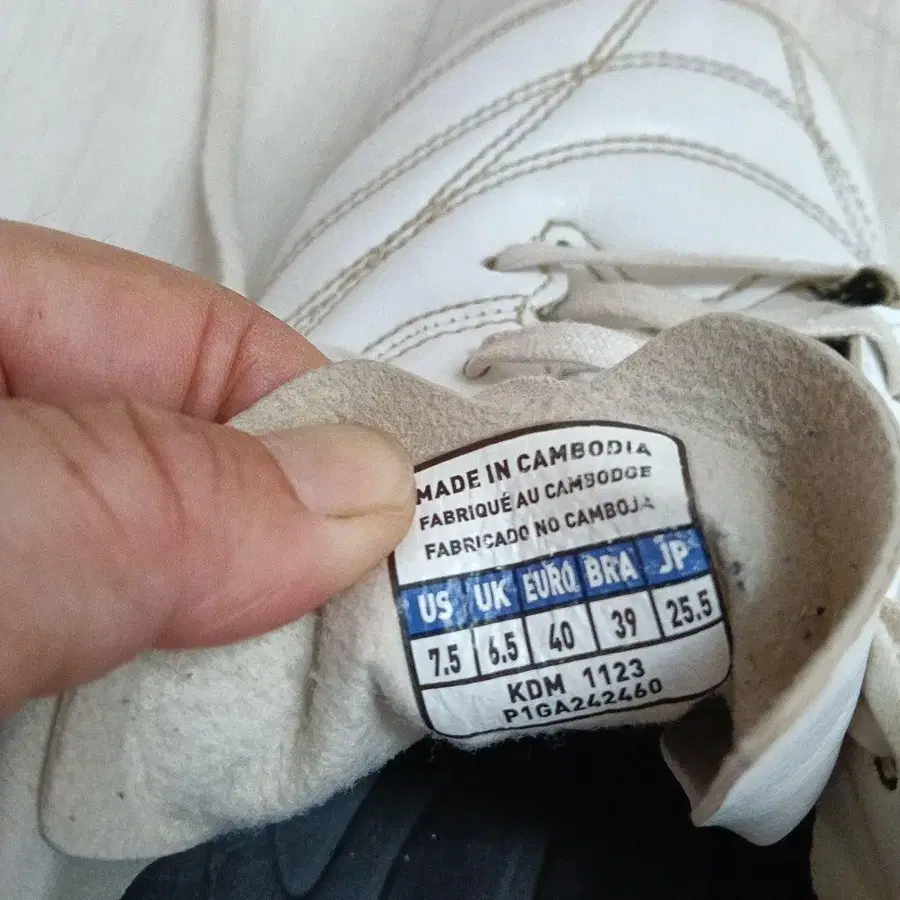 MADE IN CAMBODIA
FABRIQUÉ AU CAMBODGE
FABRICADO NO CAMBOJA
US UK EURO BRA JP
7.5 6.5 40 39 25.5
KDM 1123
P1GA242460